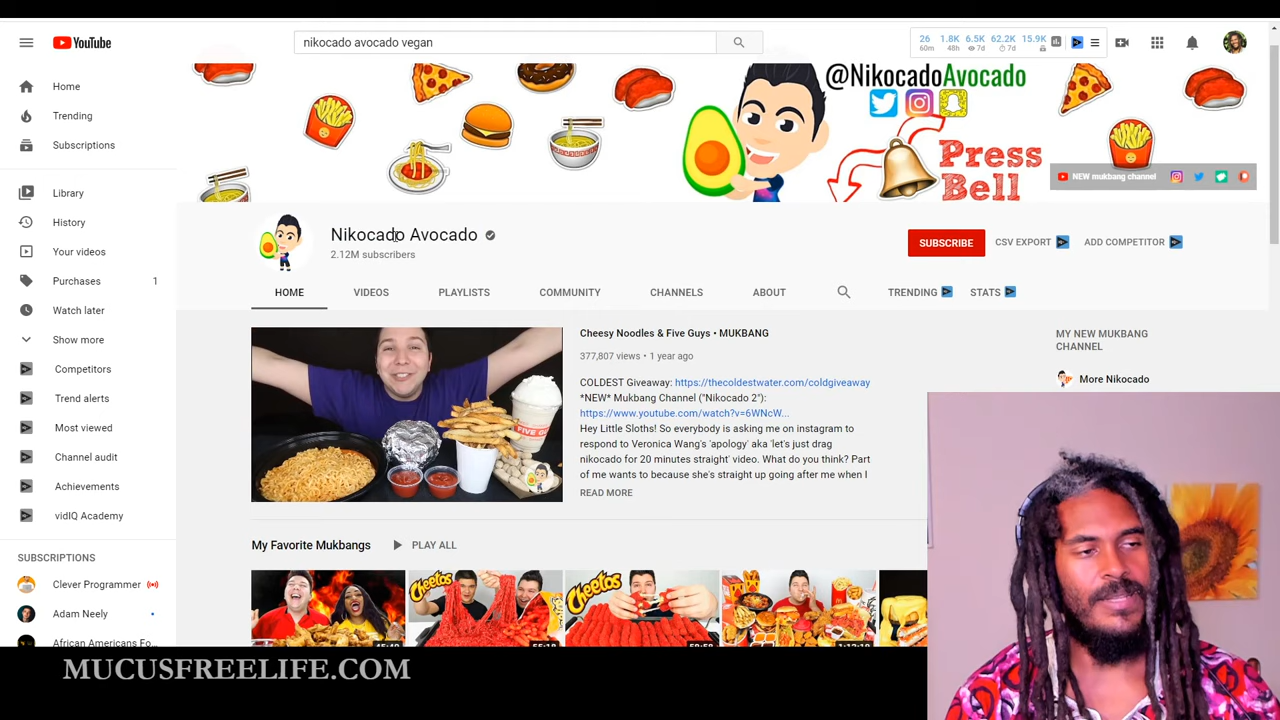 YouTube
nikocado avocado vegan
26 1.8K 6.5K 62.2K 15.9K
60m 48h 7d 7d
Home
Trending
Subscriptions
Library
History
Your videos
Purchases 1
Watch later
Show more
Competitors
Trend alerts
Most viewed
Channel audit
Achievements
vidIQ Academy
SUBSCRIPTIONS
Clever Programmer
Adam Neely
African Americans Fo...
@NikocadoAvocado
Press
Bell
NEW mukbang channel
Nikocado Avocado
2.12M subscribers
SUBSCRIBE
CSV EXPORT
ADD COMPETITOR
HOME VIDEOS PLAYLISTS COMMUNITY CHANNELS ABOUT TRENDING STATS
FIVE GUYS
Cheesy Noodles & Five Guys • MUKBANG
377,807 views • 1 year ago
COLDEST Giveaway: https://thecoldestwater.com/coldgiveaway
*NEW* Mukbang Channel ("Nikocado 2"):
https://www.youtube.com/watch?v=6WNcW...
Hey Little Sloths! So everybody is asking me on instagram to
respond to Veronica Wang's 'apology' aka 'let's just drag
nikocado for 20 minutes straight' video. What do you think? Part
of me wants to because she's straight up going after me when I
READ MORE
MY NEW MUKBANG
CHANNEL
More Nikocado
My Favorite Mukbangs
PLAY ALL
Cheetos
Cheetos
MUCUSFREELIFE.COM